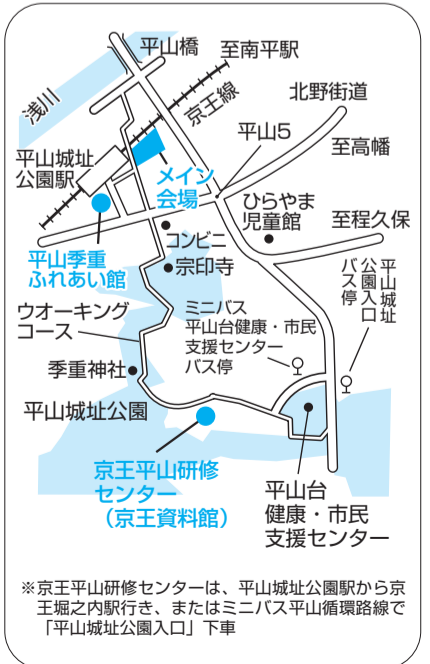 平山橋
至南平駅
浅川
京王線
北野街道
平山5
至高幡
平山城址
公園駅
メイン
会場
ひらやま
児童館
至程久保
コンビニ
宗印寺
平山季重
ふれあい館
平山城址
公園入口
バス停
ウオーキング
コース
ミニバス
平山台健康・市民
支援センター
バス停
季重神社
平山城址公園
京王平山研修
センター
（京王資料館）
平山台
健康・市民
支援センター
※京王平山研修センターは、平山城址公園駅から京
王堀之内駅行き、またはミニバス平山循環路線で
「平山城址公園入口」下車